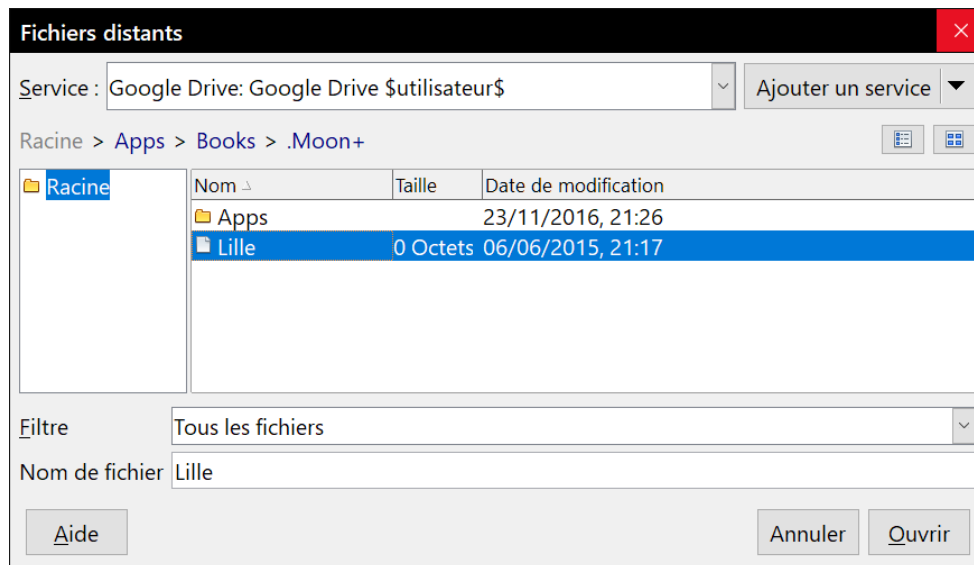 Fichiers distants
Service : Google Drive: Google Drive $utilisateur$ Ajouter un service
Racine > Apps > Books > .Moon+
Racine Nom Taille Date de modification
Apps 23/11/2016, 21:26
Lille 0 Octets 06/06/2015, 21:17
Filtre Tous les fichiers
Nom de fichier Lille
Aide Annuler Ouvrir